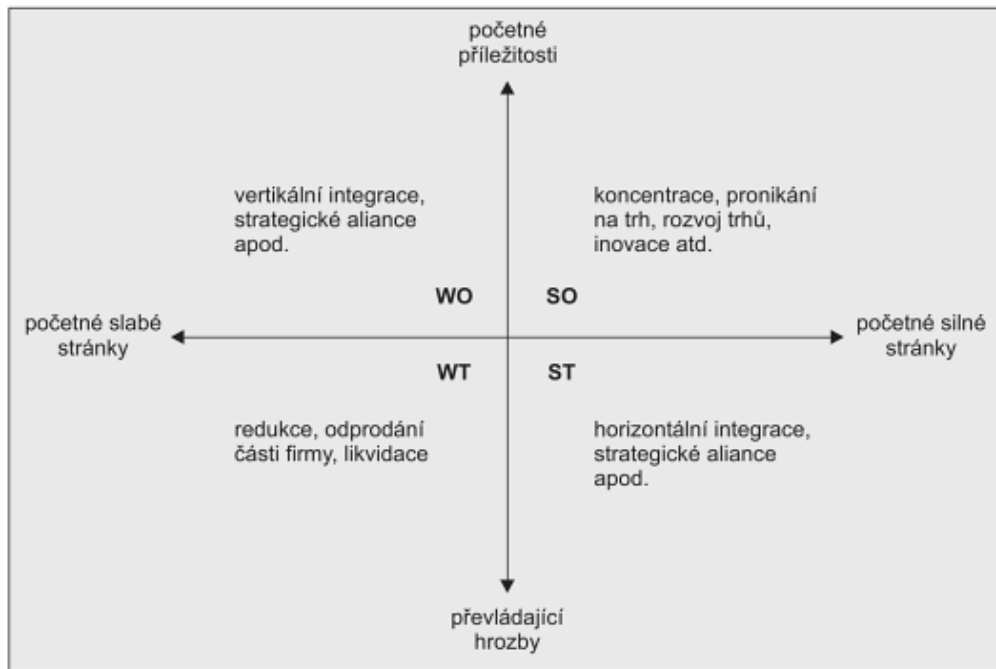 početné
příležitosti
vertikální integrace,
strategické aliance
apod.
koncentrace, pronikání
na trh, rozvoj trhů,
inovace atd.
WO
SO
početné slabé
stránky
početné silné
stránky
WT
ST
redukce, odprodání
části firmy, likvidace
horizontální integrace,
strategické aliance
apod.
převládající
hrozby